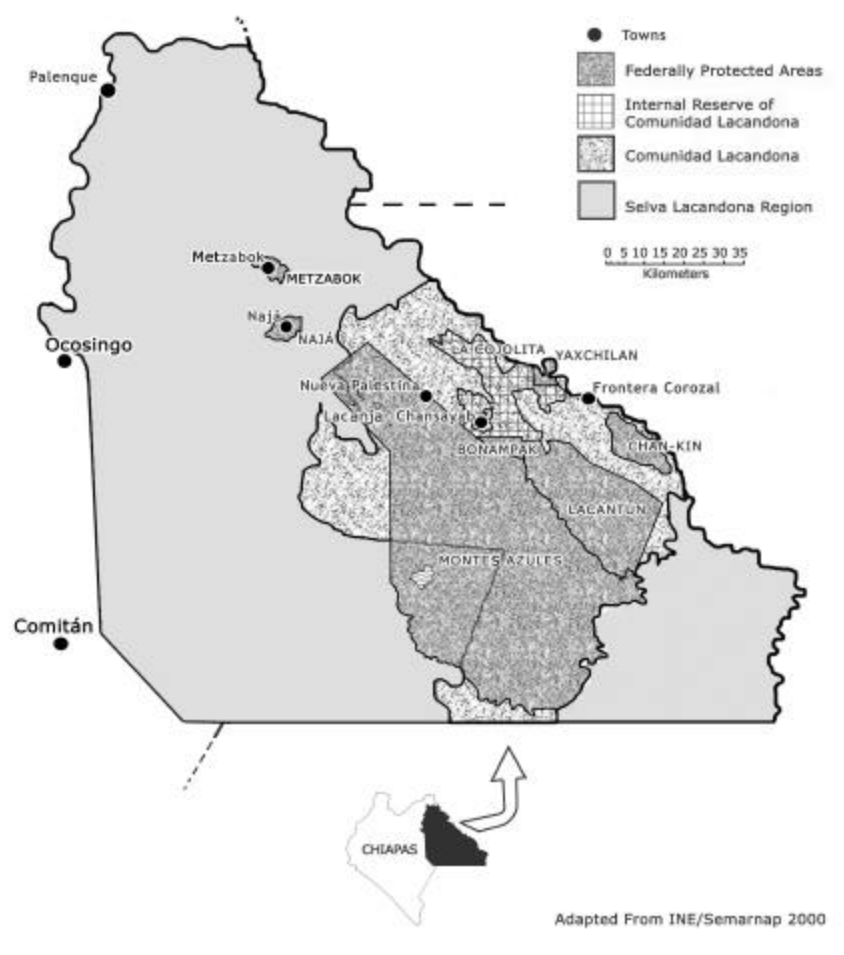 Towns
Palenque
Federally Protected Areas
Internal Reserve of
Comunidad Lacandona
Comunidad Lacandona
Selva Lacandona Region
0 5 10 15 20 25 30 35
Kilometers
Metzabok
METZABOK
Najá
NAJÁ
Ocosingo
LA COJOLITA
YAXCHILAN
Nueva Palestina
Frontera Corozal
Lacanja Chansayab
BONAMPAK
CHAN-KIN
LACANTUN
MONTES AZULES
Comitán
CHIAPAS
Adapted From INE/Semarnap 2000